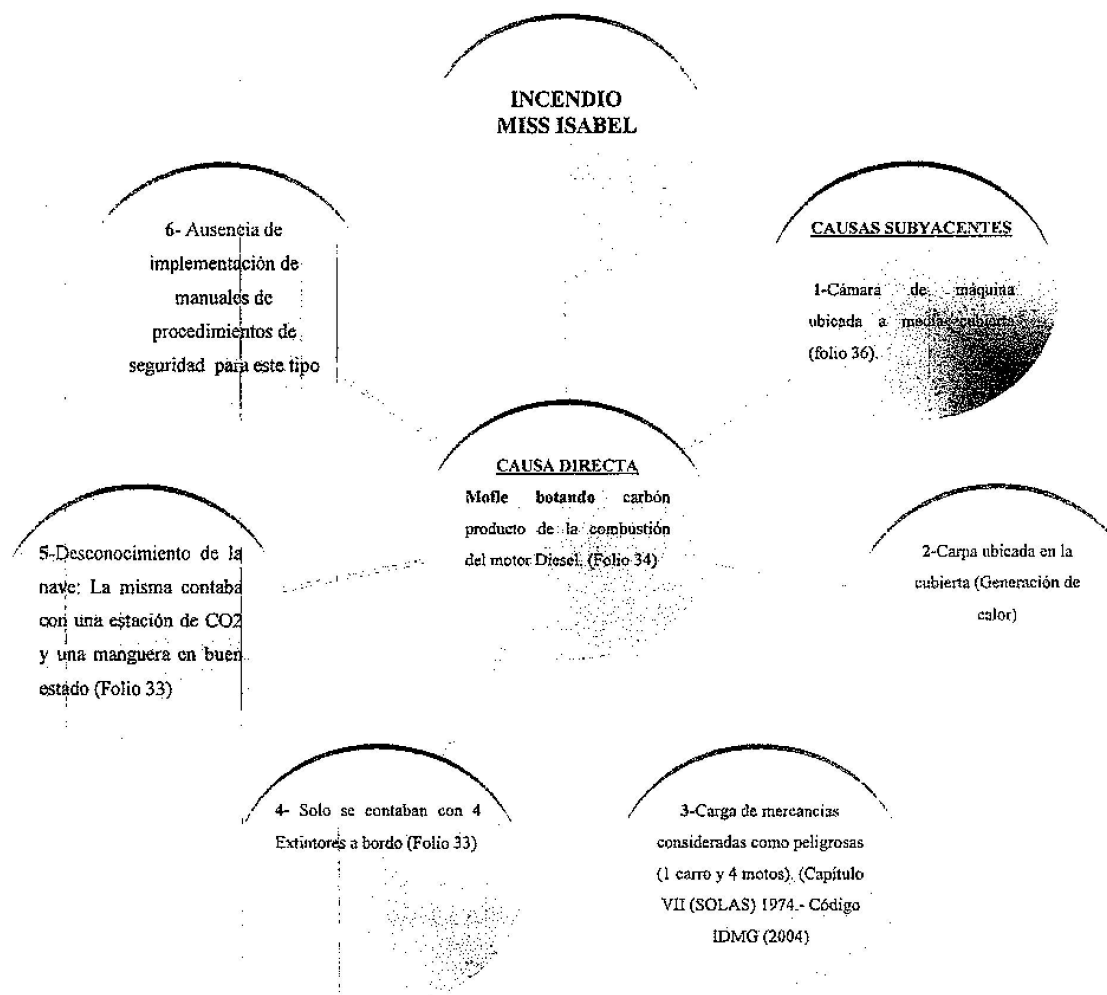 INCENDIO
MISS ISABEL
CAUSAS SUBYACENTES
1-Cámara de máquina
ubicada a media cubierta
(folio 36).
2-Carpa ubicada en la
cubierta (Generación de
calor)
3-Carga de mercancias
consideradas como peligrosas
(1 carro y 4 motos). (Capítulo
VII (SOLAS) 1974.- Código
IDMG (2004)
4- Solo se contaban con 4
Extintores a bordo (Folio 33)
5-Desconocimiento de la
nave: La misma contaba
con una estación de CO2
y una manguera en buen
estado (Folio 33)
6- Ausencia de
implementación de
manuales de
procedimientos de
seguridad para este tipo
CAUSA DIRECTA
Mofle botando carbón
producto de la combustión
del motor Diesel. (Folio 34)